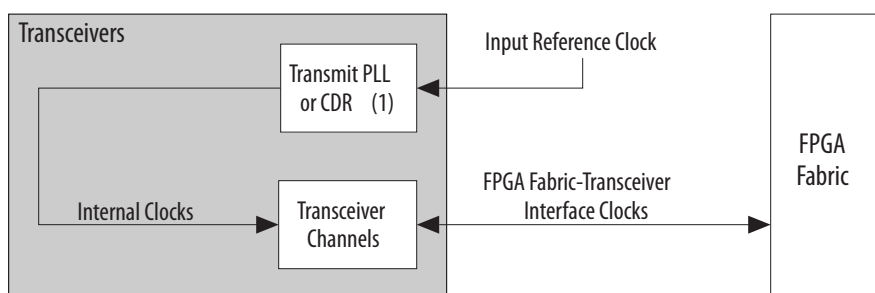 Transceivers
Input Reference Clock
Transmit PLL
or CDR (1)
FPGA
Fabric
FPGA Fabric-Transceiver
Interface Clocks
Internal Clocks
Transceiver
Channels